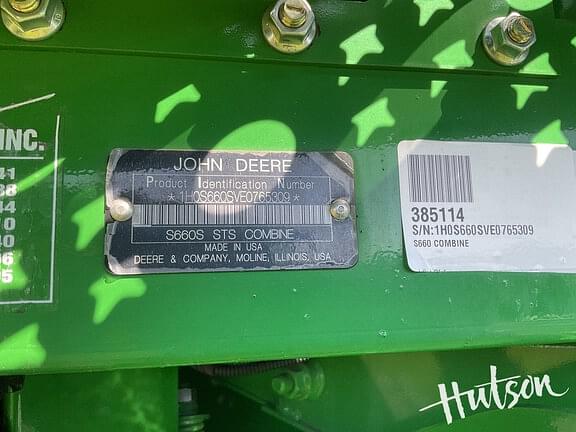 INC.
JOHN DEERE
Product Identification Number
*1H0S660SVE0765309*
S660S STS COMBINE
MADE IN USA
DEERE & COMPANY, MOLINE, ILLINOIS, USA
385114
S/N:1H0S660SVE0765309
S660 COMBINE
Hutson